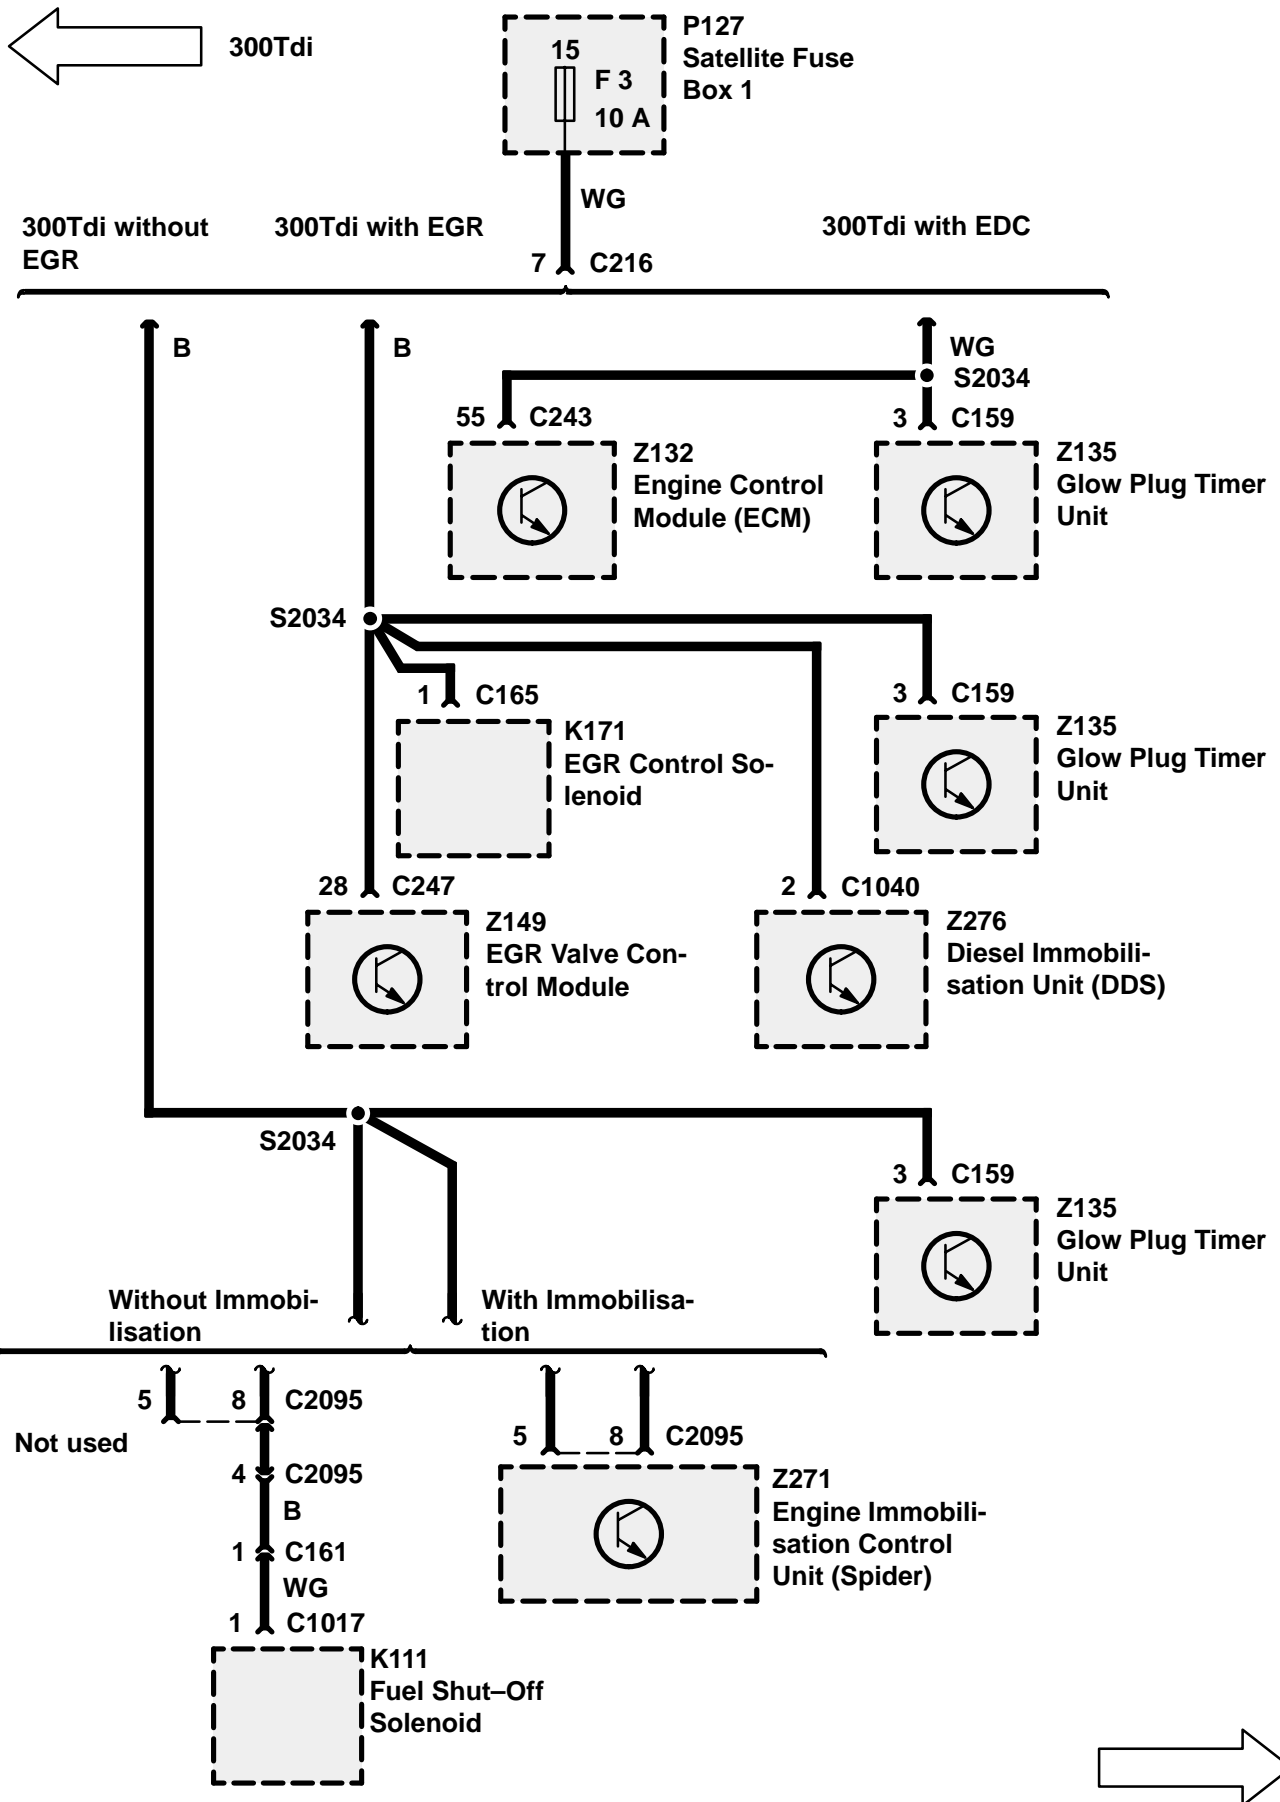 300Tdi
P127
Satellite Fuse
Box 1
15
F 3
10 A
WG
300Tdi without
EGR
300Tdi with EGR
300Tdi with EDC
7 C216
B
B
WG
S2034
55 C243
3 C159
Z132
Engine Control
Module (ECM)
Z135
Glow Plug Timer
Unit
S2034
1 C165
3 C159
K171
EGR Control So-
lenoid
Z135
Glow Plug Timer
Unit
28 C247
2 C1040
Z149
EGR Valve Con-
trol Module
Z276
Diesel Immobili-
sation Unit (DDS)
S2034
3 C159
Z135
Glow Plug Timer
Unit
Without Immobi-
lisation
With Immobilisa-
tion
5 8 C2095
Not used
5 8 C2095
4 C2095
B
1 C161
WG
1 C1017
Z271
Engine Immobili-
sation Control
Unit (Spider)
K111
Fuel Shut–Off
Solenoid